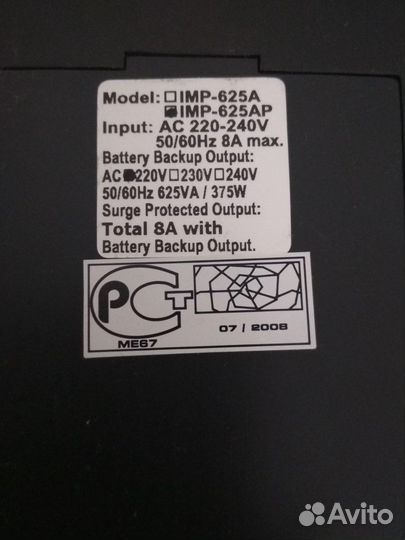 Model: □IMP-625A
■IMP-625AP
Input: AC 220-240V
50/60Hz 8A max.
Battery Backup Output:
AC■220V□230V□240V
50/60Hz 625VA / 375W
Surge Protected Output:
Total 8A with
Battery Backup Output.
РСТ
ME67
07 / 2008
Avito